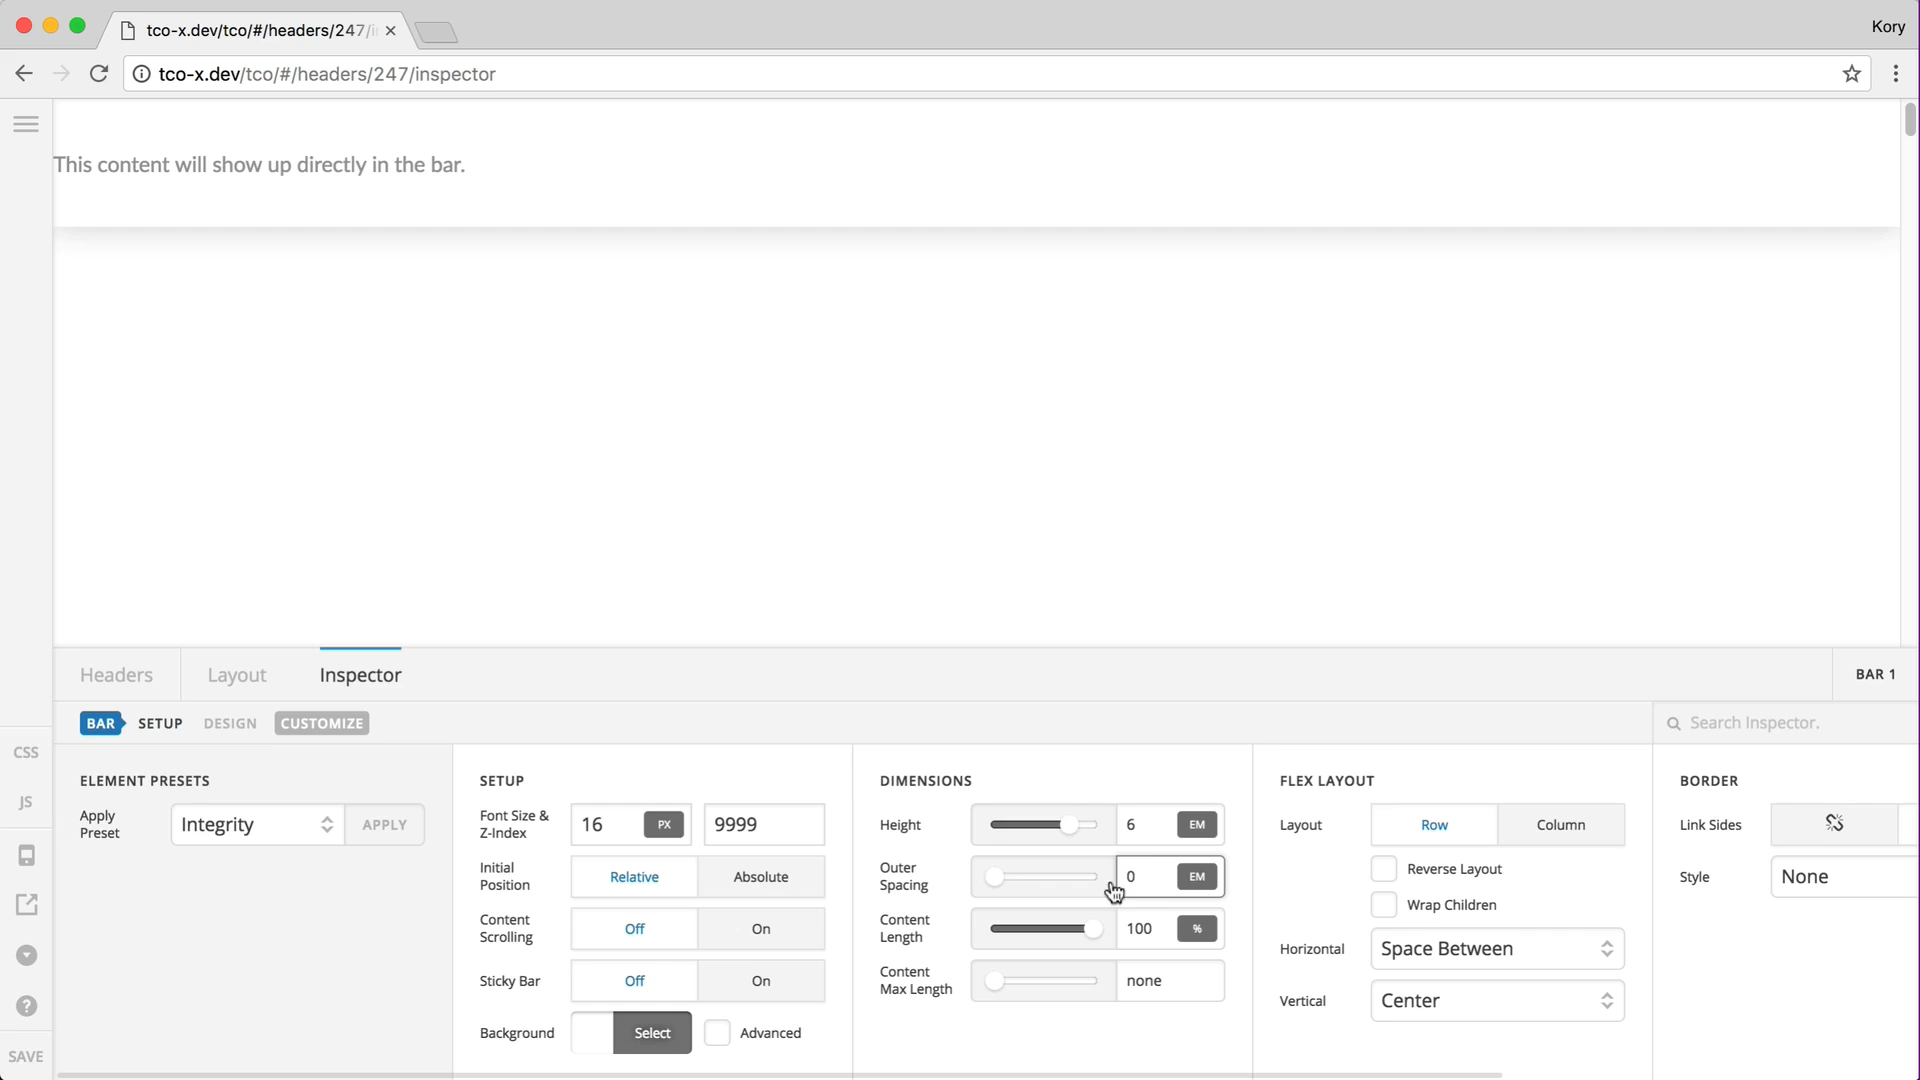 tco-x.dev/tco/#/headers/247/i
Kory
tco-x.dev/tco/#/headers/247/inspector
This content will show up directly in the bar.
Headers
Layout
Inspector
BAR 1
BAR
SETUP
DESIGN
CUSTOMIZE
Search Inspector.
CSS
JS
SAVE
ELEMENT PRESETS
Apply
Preset
Integrity
APPLY
SETUP
Font Size &
Z-Index
16
PX
9999
Initial
Position
Relative
Absolute
Content
Scrolling
Off
On
Sticky Bar
Off
On
Background
Select
Advanced
DIMENSIONS
Height
6
EM
Outer
Spacing
0
EM
Content
Length
100
%
Content
Max Length
none
FLEX LAYOUT
Layout
Row
Column
Reverse Layout
Wrap Children
Horizontal
Space Between
Vertical
Center
BORDER
Link Sides
Style
None